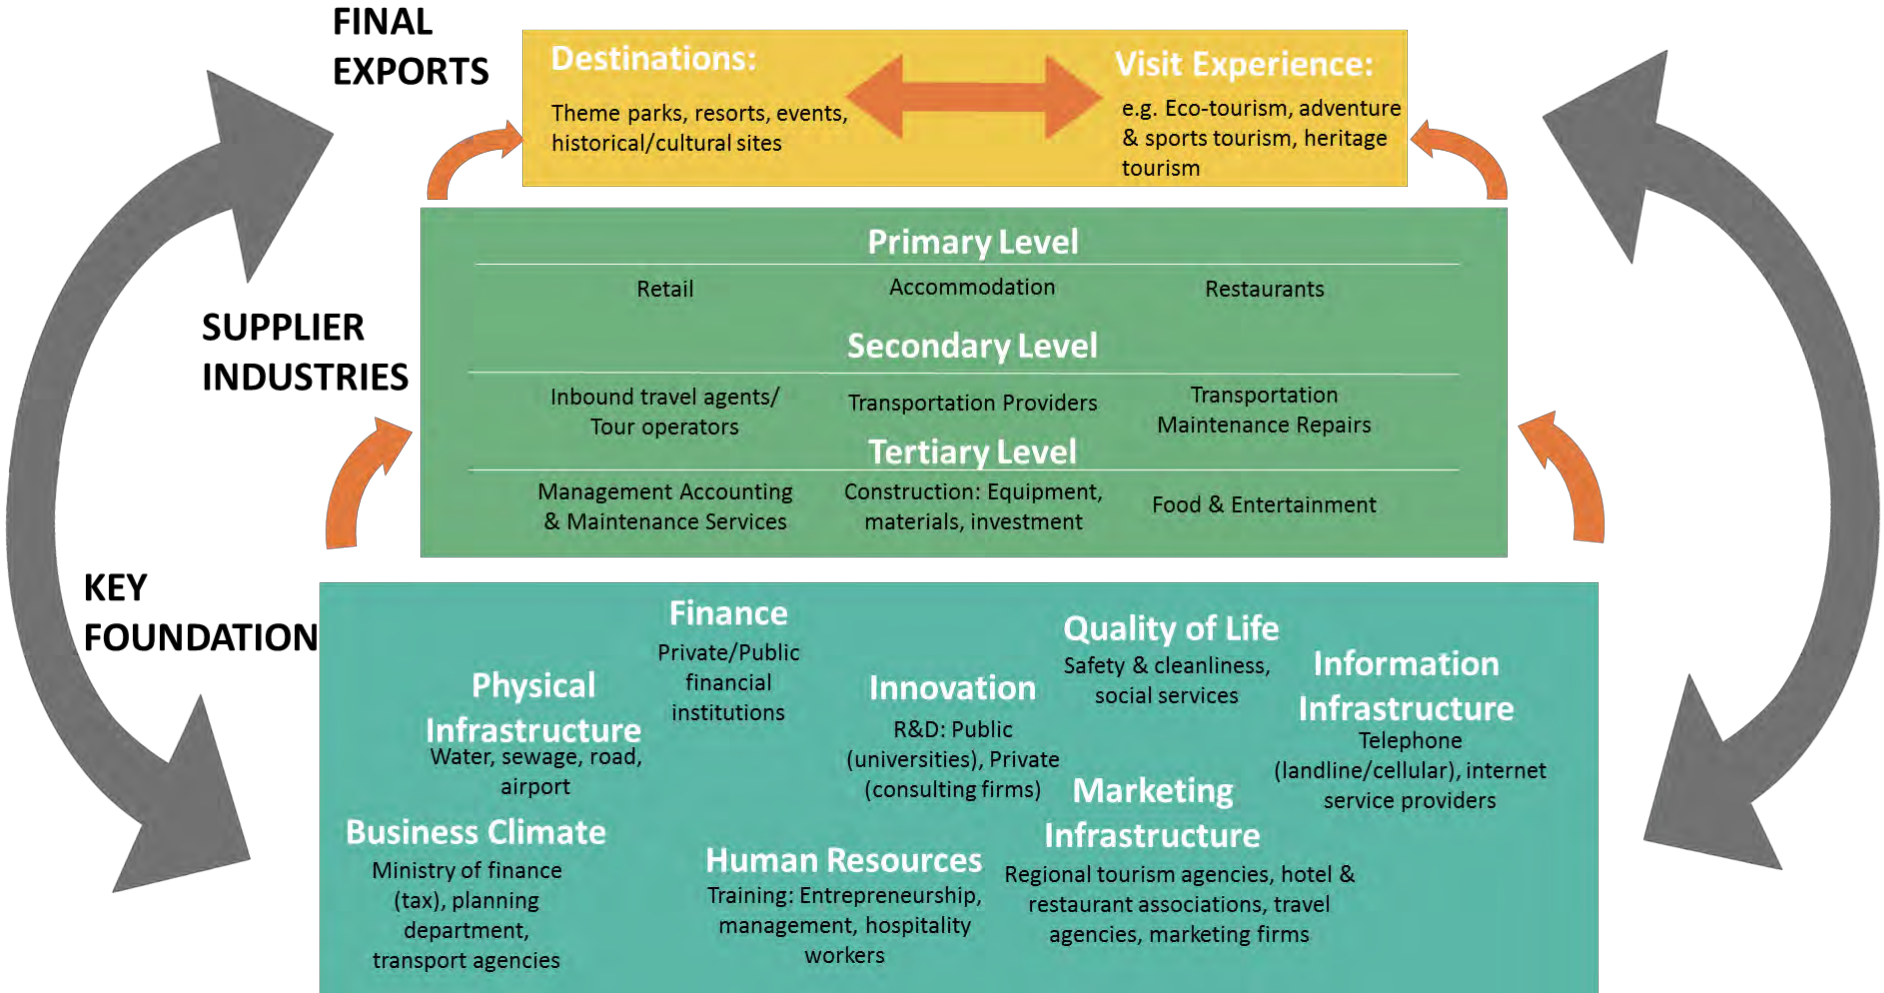 FINAL
EXPORTS
Destinations:
Theme parks, resorts, events,
historical/cultural sites
Visit Experience:
e.g. Eco-tourism, adventure
& sports tourism, heritage
tourism
SUPPLIER
INDUSTRIES
Primary Level
Retail
Accommodation
Restaurants
Secondary Level
Inbound travel agents/
Tour operators
Transportation Providers
Transportation
Maintenance Repairs
Tertiary Level
Management Accounting
& Maintenance Services
Construction: Equipment,
materials, investment
Food & Entertainment
KEY
FOUNDATION
Finance
Private/Public
financial
institutions
Quality of Life
Safety & cleanliness,
social services
Physical
Infrastructure
Water, sewage, road,
airport
Innovation
R&D: Public
(universities), Private
(consulting firms)
Information
Infrastructure
Telephone
(landline/cellular), internet
service providers
Business Climate
Ministry of finance
(tax), planning
department,
transport agencies
Human Resources
Training: Entrepreneurship,
management, hospitality
workers
Marketing
Infrastructure
Regional tourism agencies, hotel &
restaurant associations, travel
agencies, marketing firms